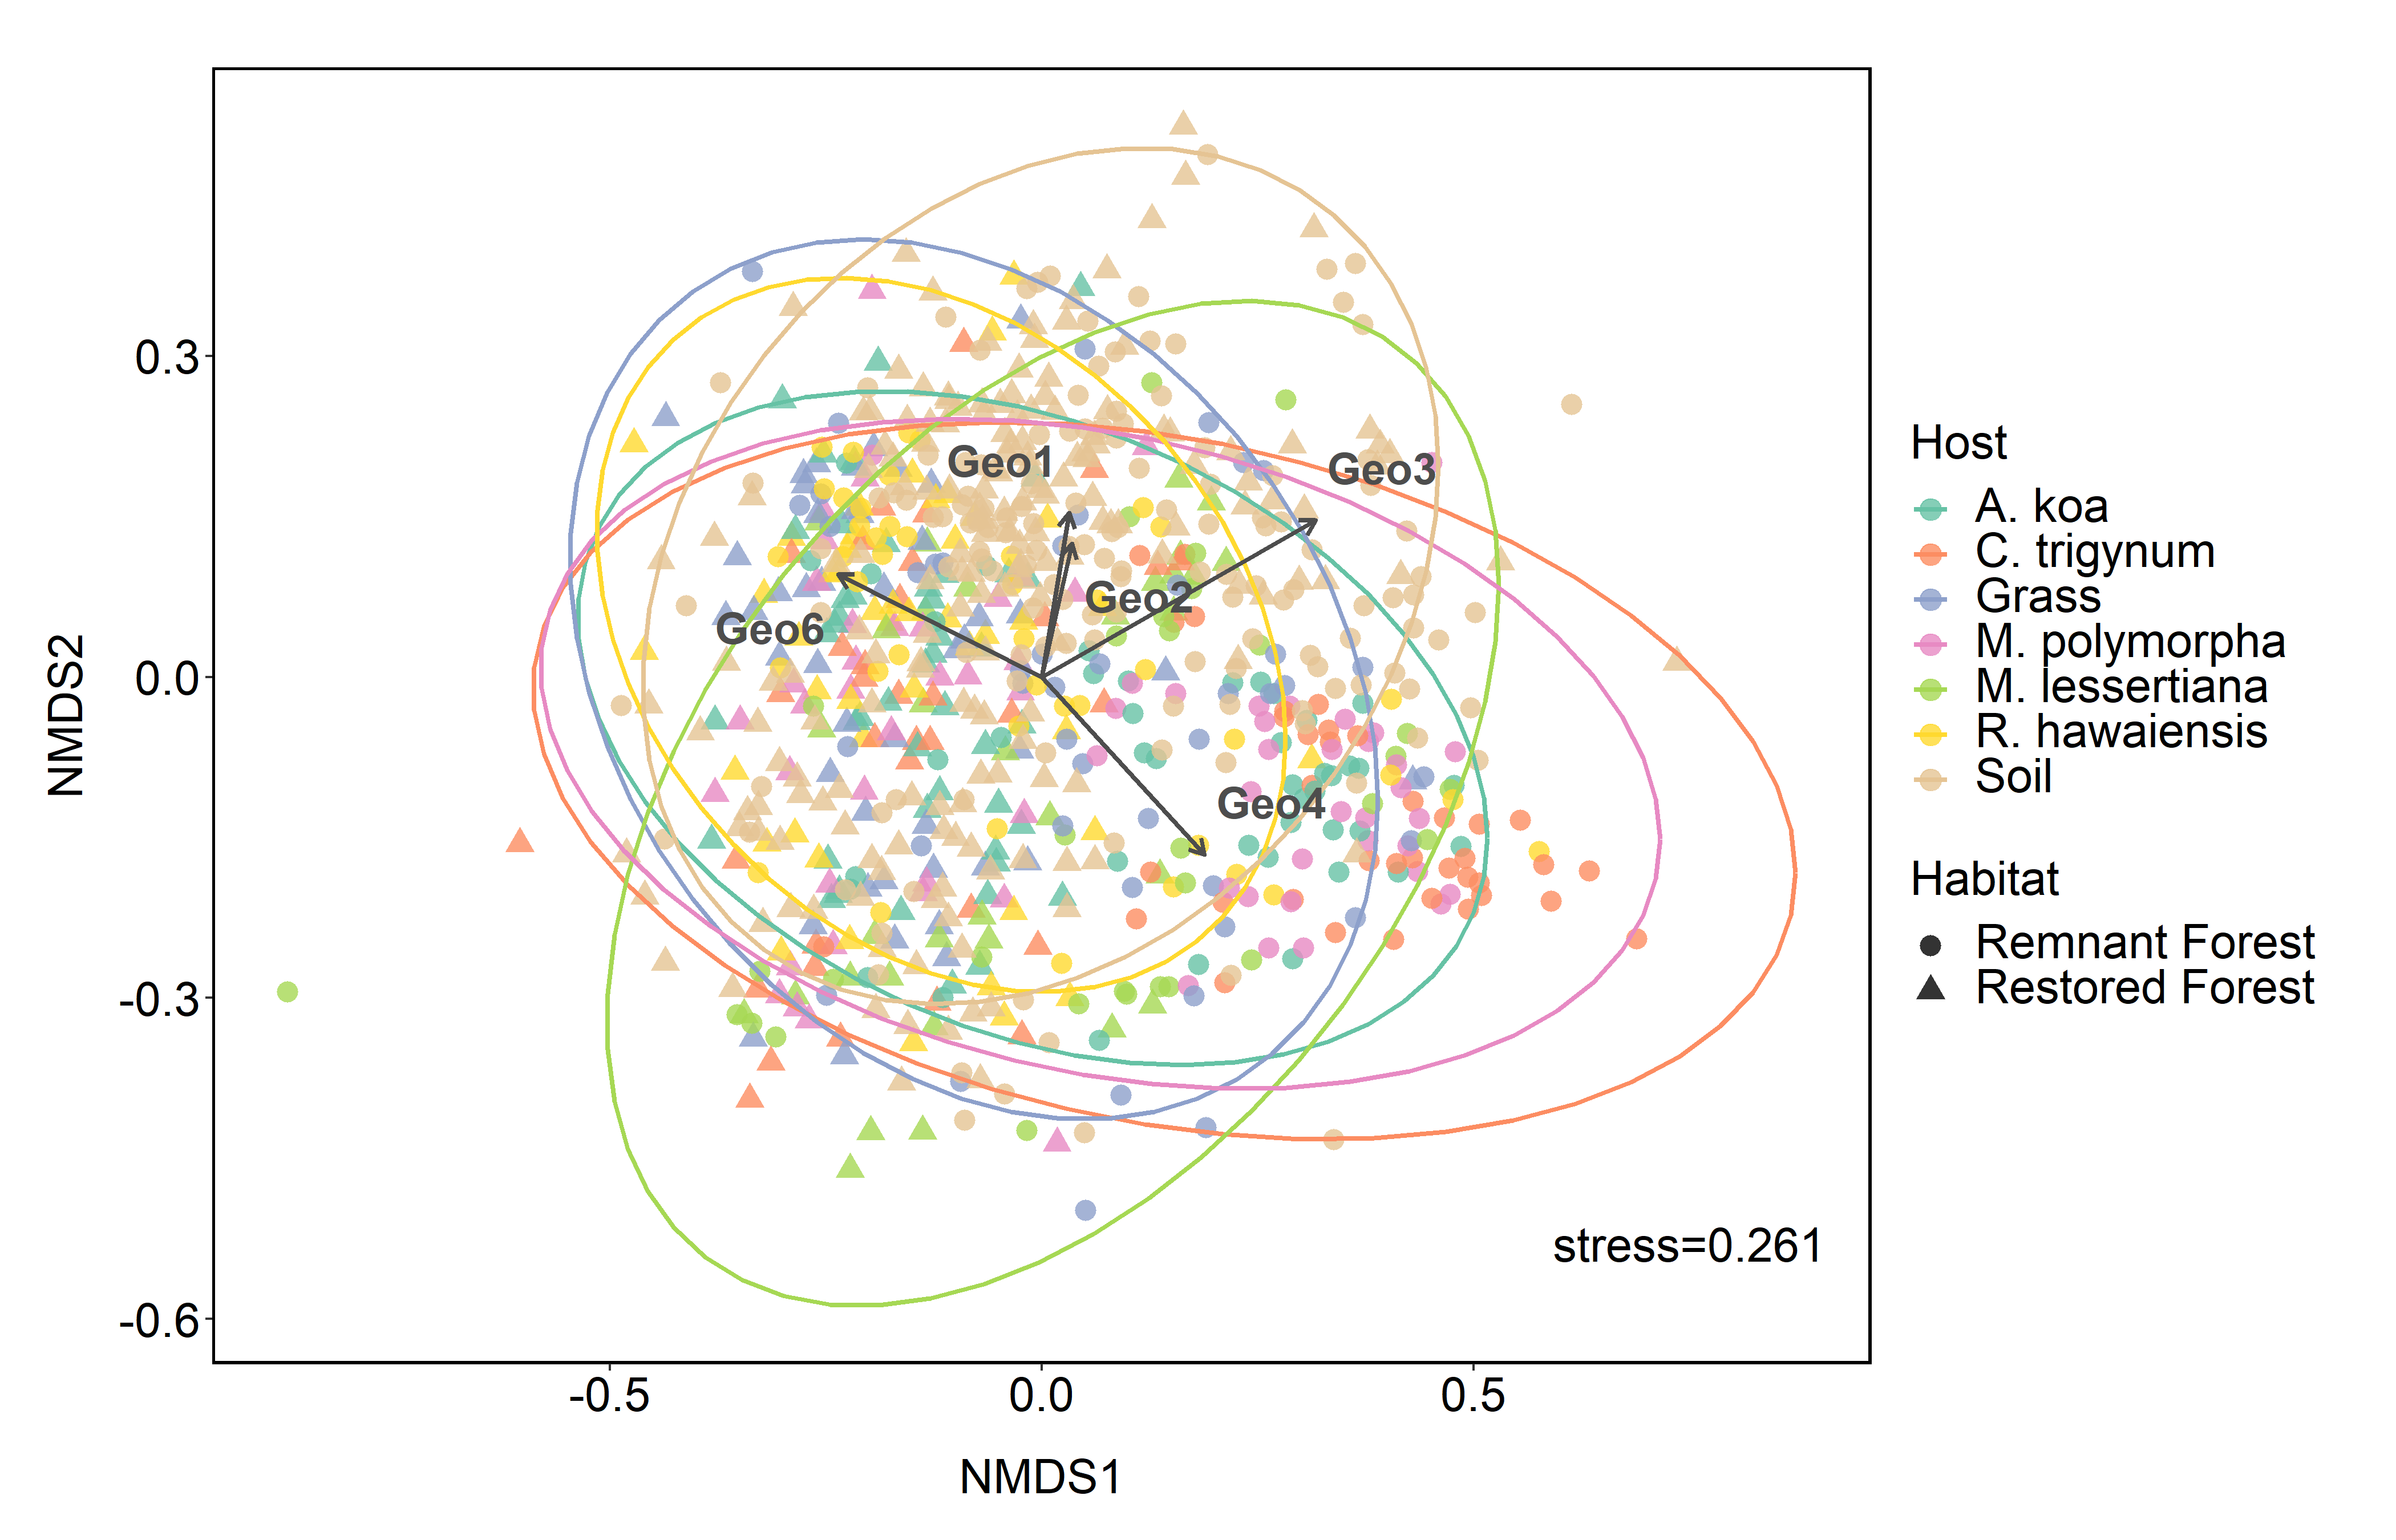 NMDS2
0.3
0.0
-0.3
-0.6
Geo1
Geo3
Geo2
Geo6
Geo4
stress=0.261
-0.5
0.0
0.5
NMDS1
Host
A. koa
C. trigynum
Grass
M. polymorpha
M. lessertiana
R. hawaiensis
Soil
Habitat
Remnant Forest
Restored Forest